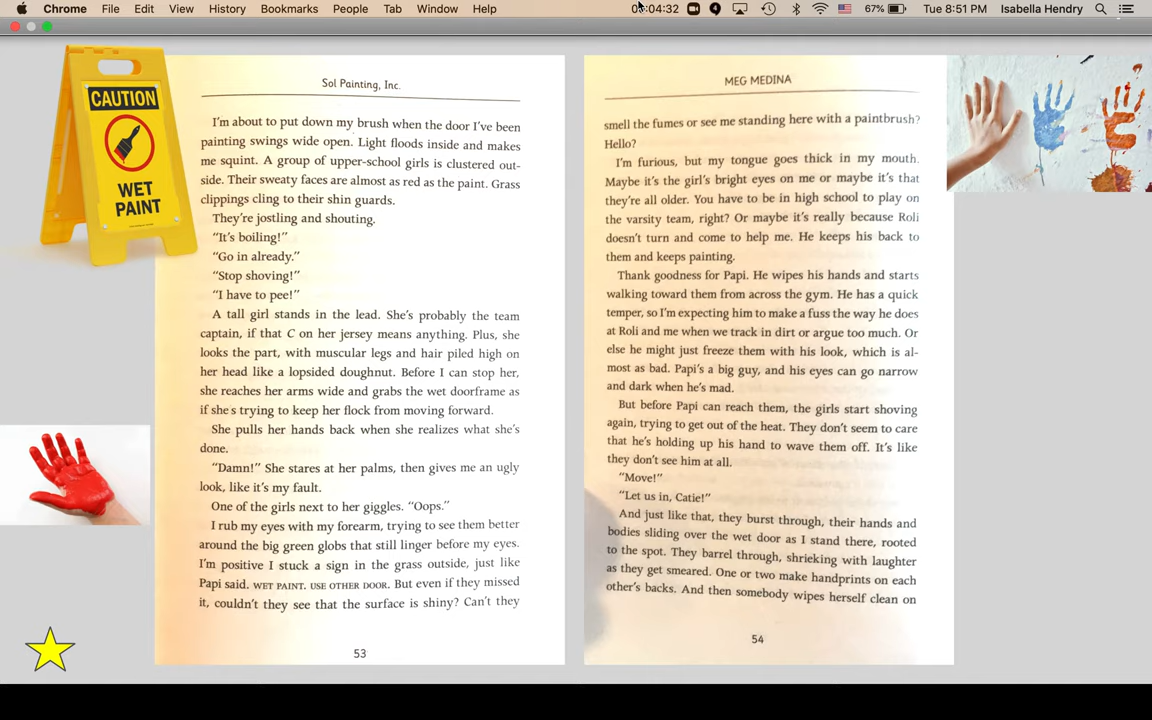 Chrome File Edit View History Bookmarks People Tab Window Help 00:04:32 67% Tue 8:51 PM Isabella Hendry
CAUTION
WET
PAINT
Sol Painting, Inc.
I'm about to put down my brush when the door I've been
painting swings wide open. Light floods inside and makes
me squint. A group of upper-school girls is clustered out-
side. Their sweaty faces are almost as red as the paint. Grass
clippings cling to their shin guards.
They're jostling and shouting.
"It's boiling!"
"Go in already."
"Stop shoving!"
"I have to pee!"
A tall girl stands in the lead. She's probably the team
captain, if that C on her jersey means anything. Plus, she
looks the part, with muscular legs and hair piled high on
her head like a lopsided doughnut. Before I can stop her,
she reaches her arms wide and grabs the wet doorframe as
if she's trying to keep her flock from moving forward.
She pulls her hands back when she realizes what she's
done.
"Damn!" She stares at her palms, then gives me an ugly
look, like it's my fault.
One of the girls next to her giggles. "Oops."
I rub my eyes with my forearm, trying to see them better
around the big green globs that still linger before my eyes.
I'm positive I stuck a sign in the grass outside, just like
Papi said. WET PAINT. USE OTHER DOOR. But even if they missed
it, couldn't they see that the surface is shiny? Can't they
53
MEG MEDINA
smell the fumes or see me standing here with a paintbrush?
Hello?
I'm furious, but my tongue goes thick in my mouth.
Maybe it's the girl's bright eyes on me or maybe it's that
they're all older. You have to be in high school to play on
the varsity team, right? Or maybe it's really because Roli
doesn't turn and come to help me. He keeps his back to
them and keeps painting.
Thank goodness for Papi. He wipes his hands and starts
walking toward them from across the gym. He has a quick
temper, so I'm expecting him to make a fuss the way he does
at Roli and me when we track in dirt or argue too much. Or
else he might just freeze them with his look, which is al-
most as bad. Papi's a big guy, and his eyes can go narrow
and dark when he's mad.
But before Papi can reach them, the girls start shoving
again, trying to get out of the heat. They don't seem to care
that he's holding up his hand to wave them off. It's like
they don't see him at all.
"Move!"
"Let us in, Catie!"
And just like that, they burst through, their hands and
bodies sliding over the wet door as I stand there, rooted
to the spot. They barrel through, shrieking with laughter
as they get smeared. One or two make handprints on each
other's backs. And then somebody wipes herself clean on
54